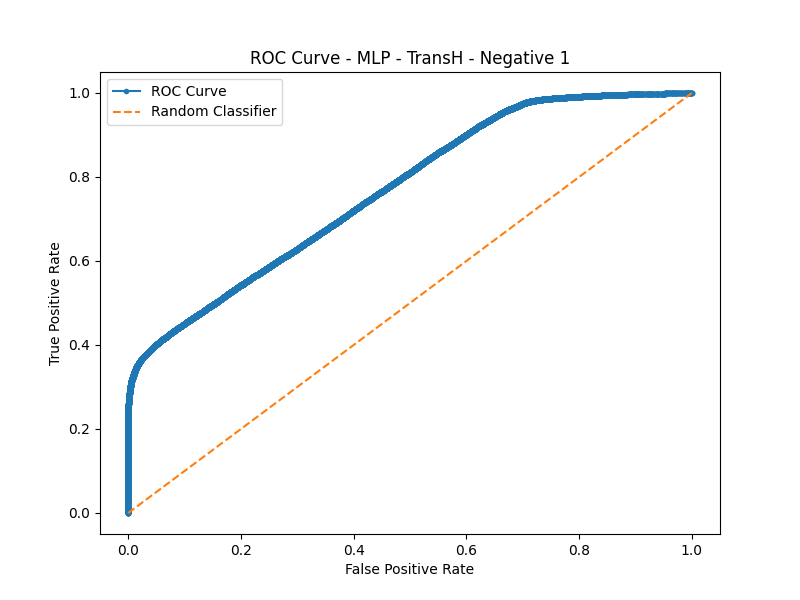 ROC Curve - MLP - TransH - Negative 1
ROC Curve
Random Classifier
True Positive Rate
1.0
0.8
0.6
0.4
0.2
0.0
0.0 0.2 0.4 0.6 0.8 1.0
False Positive Rate